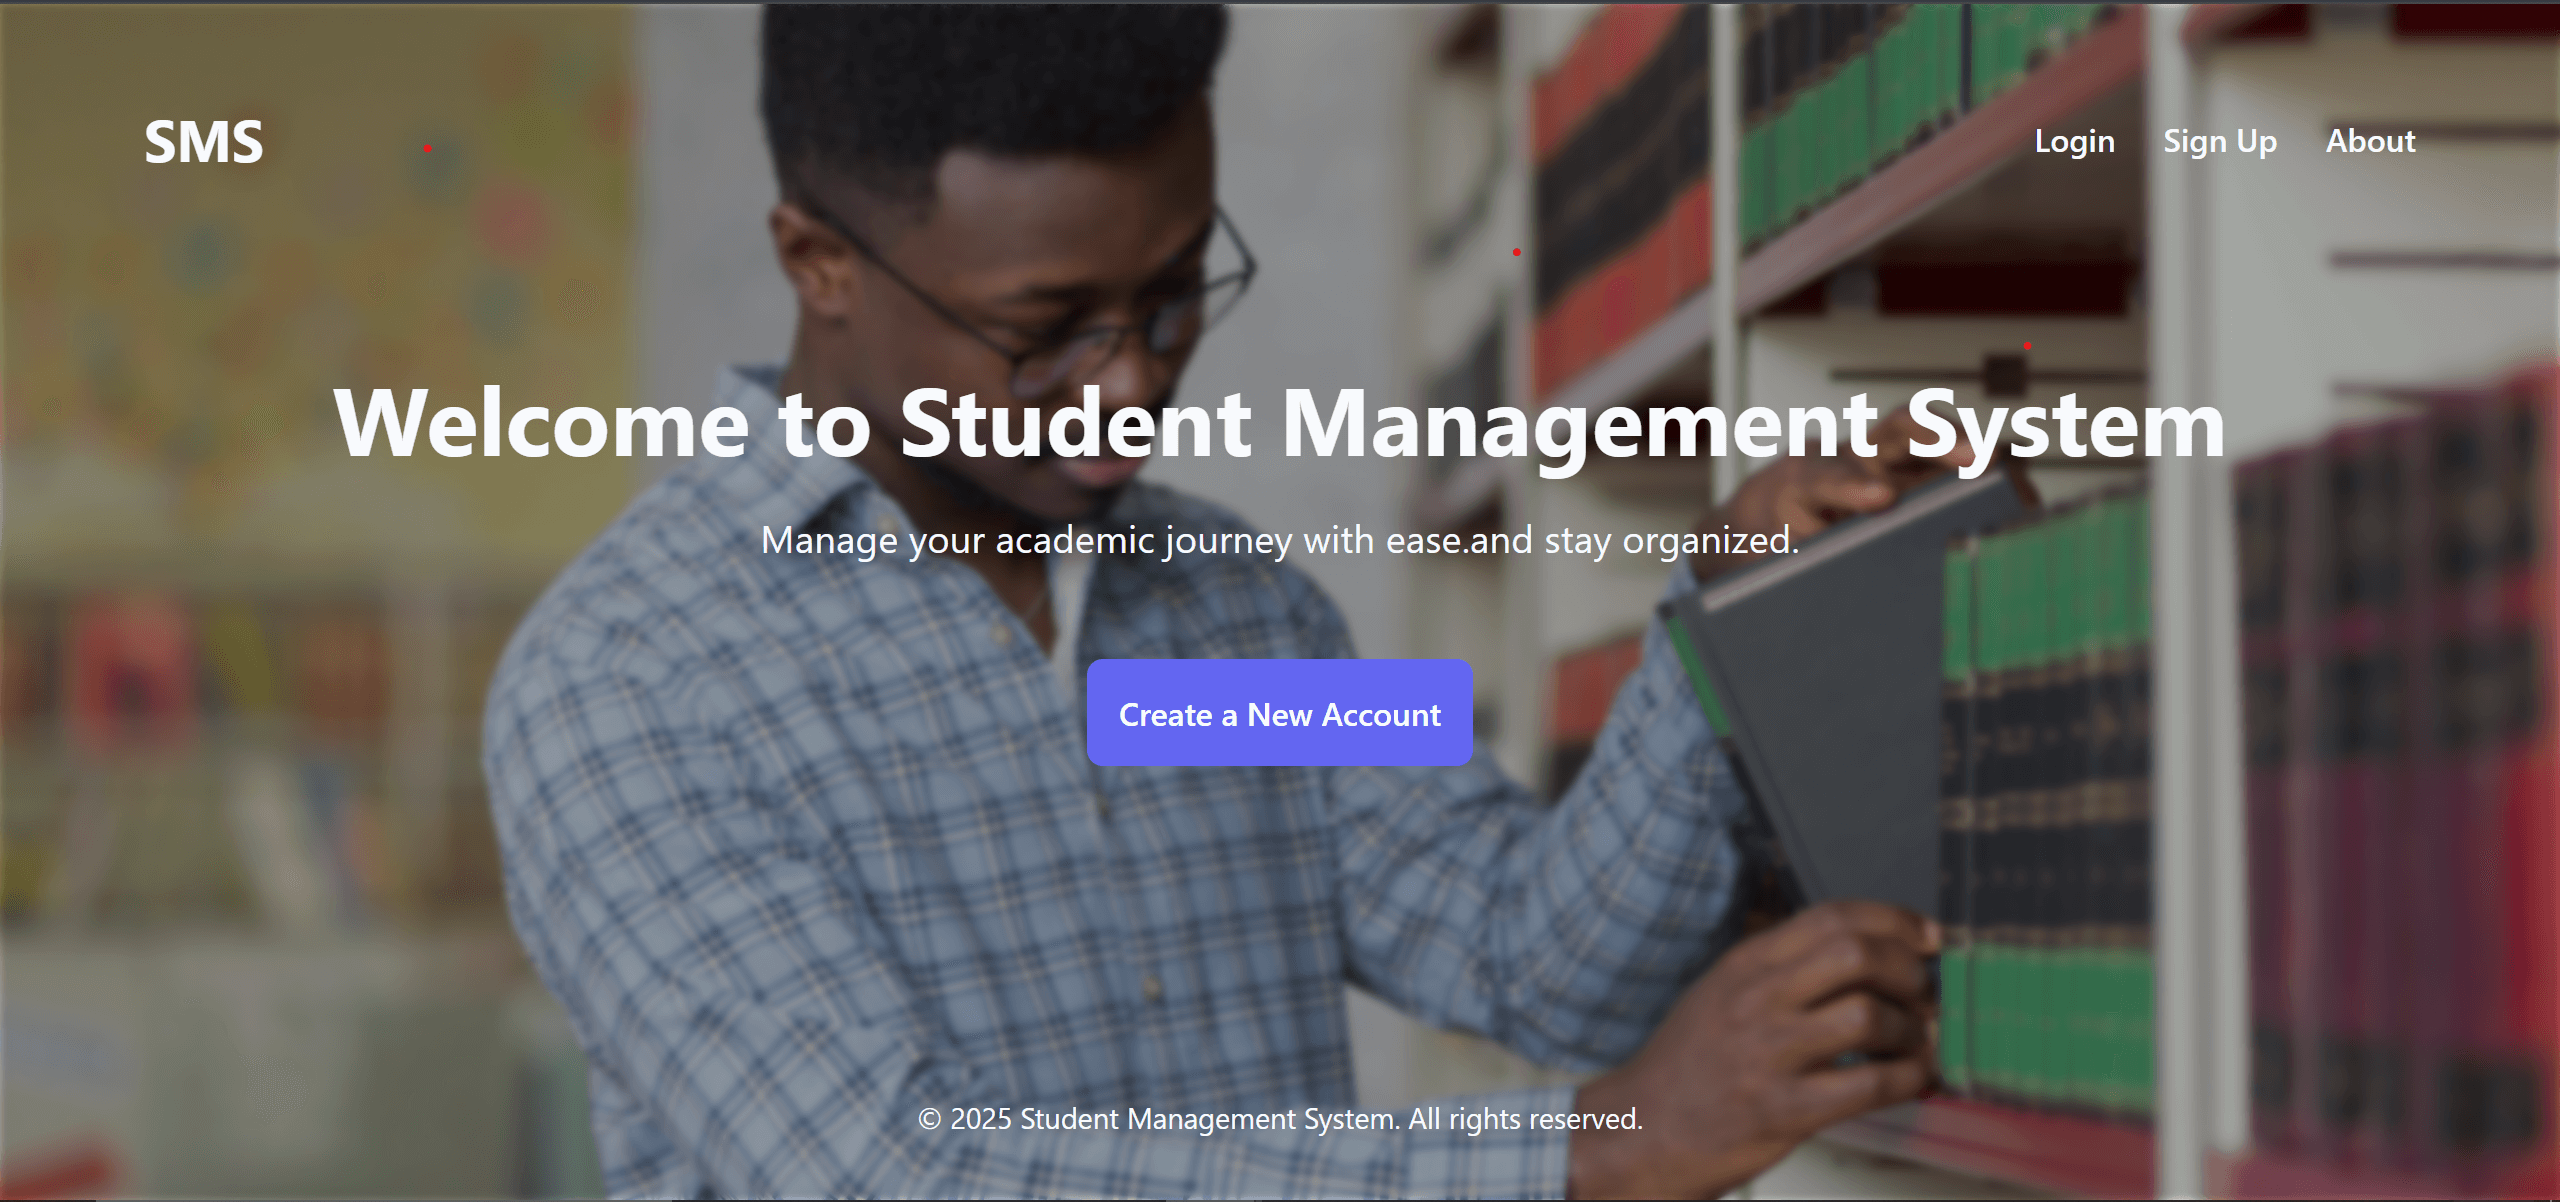 SMS
Login Sign Up About
Welcome to Student Management System
Manage your academic journey with ease.and stay organized.
Create a New Account
© 2025 Student Management System. All rights reserved.